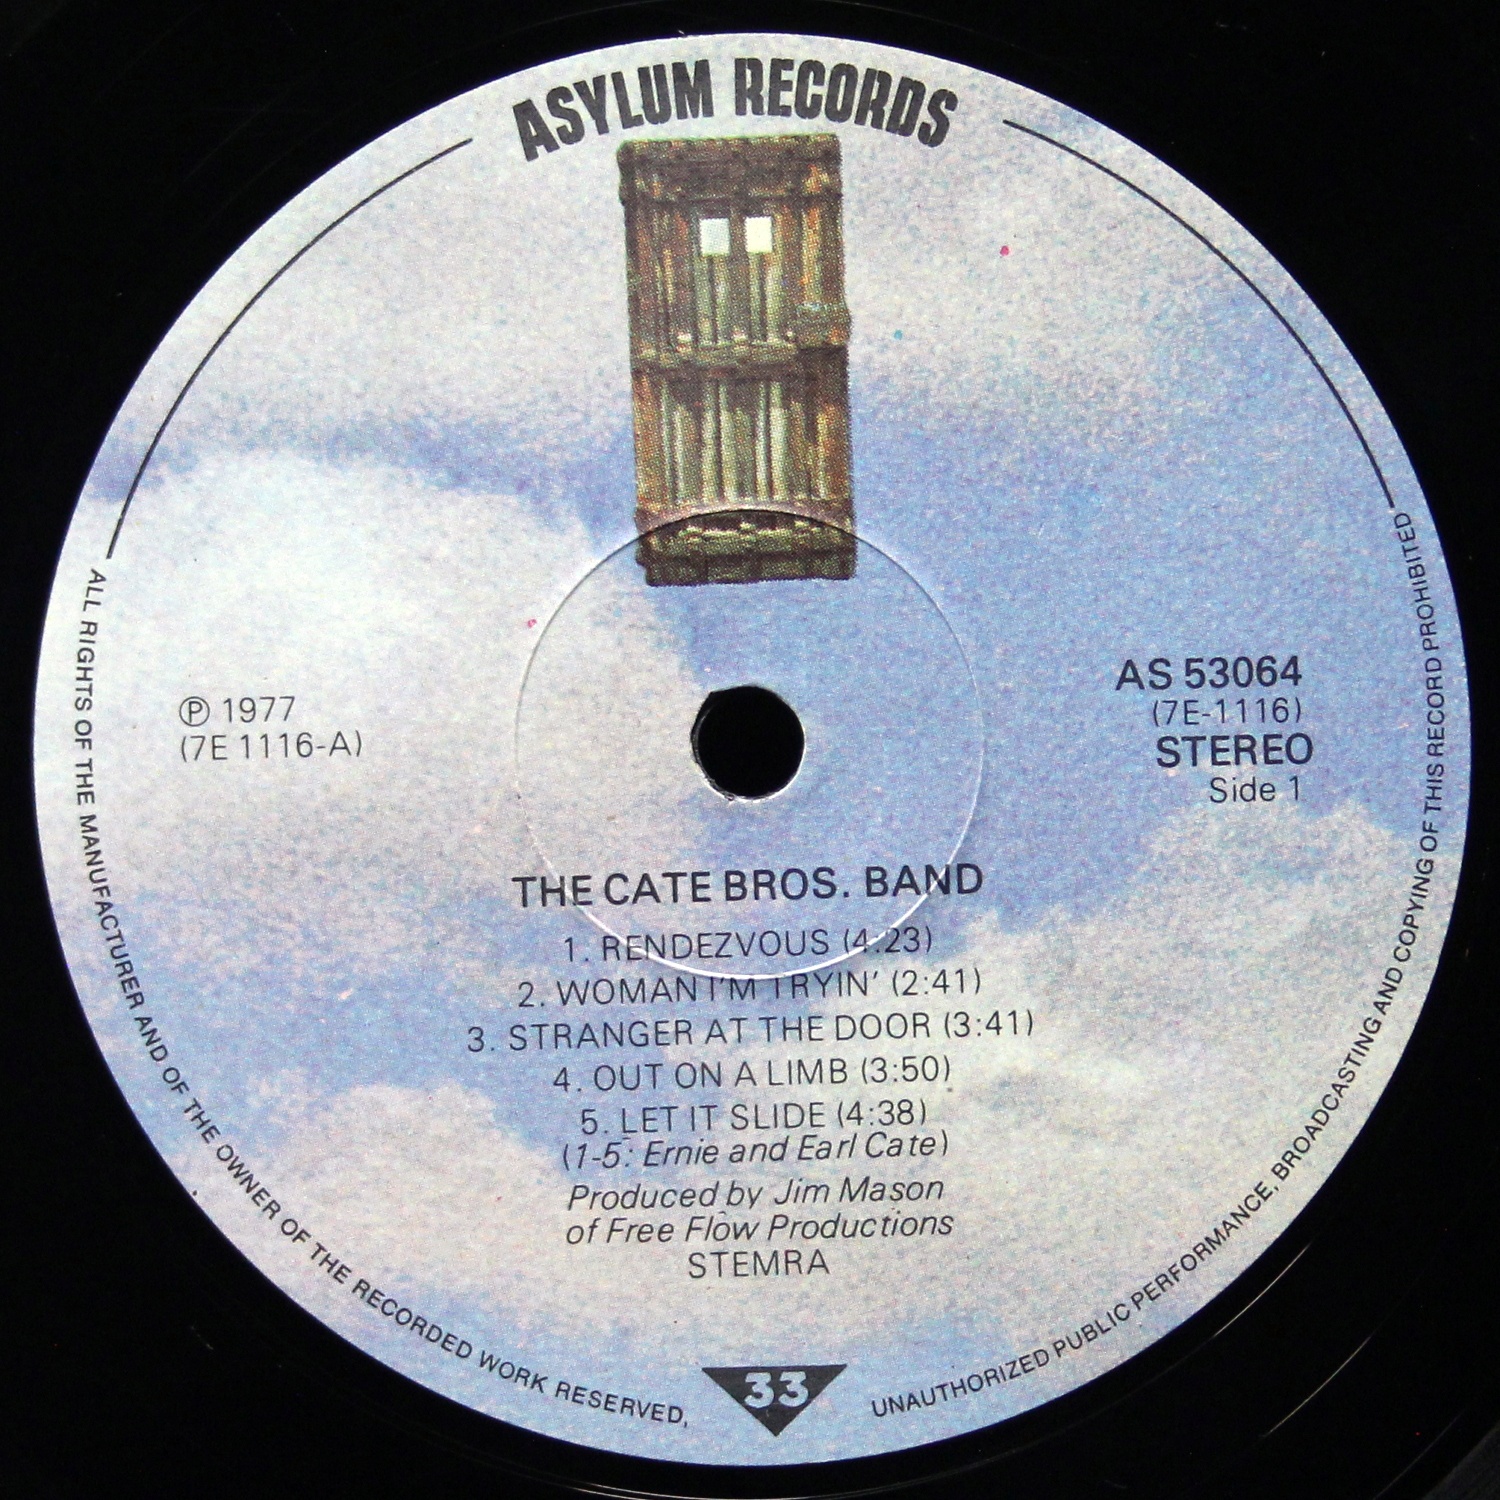 ASYLUM RECORDS
℗ 1977
(7E 1116-A)
AS 53064
(7E-1116)
STEREO
Side 1
THE CATE BROS. BAND
1. RENDEZVOUS (4:23)
2. WOMAN I'M TRYIN' (2:41)
3. STRANGER AT THE DOOR (3:41)
4. OUT ON A LIMB (3:50)
5. LET IT SLIDE (4:38)
(1-5: Ernie and Earl Cate)
Produced by Jim Mason
of Free Flow Productions
STEMRA
33
ALL RIGHTS OF THE MANUFACTURER AND OF THE OWNER OF THE RECORDED WORK RESERVED,
UNAUTHORIZED PUBLIC PERFORMANCE, BROADCASTING AND COPYING OF THIS RECORD PROHIBITED